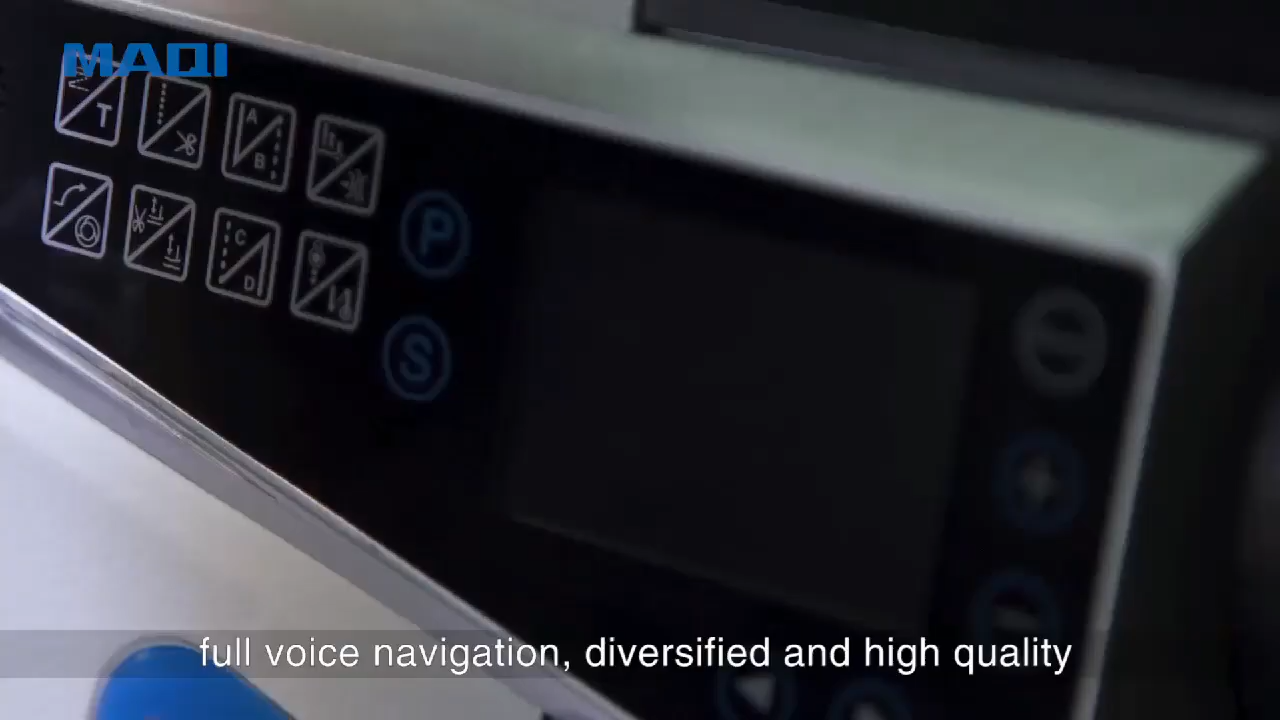 MAQI
T
A
B
P
C
D
S
full voice navigation, diversified and high quality